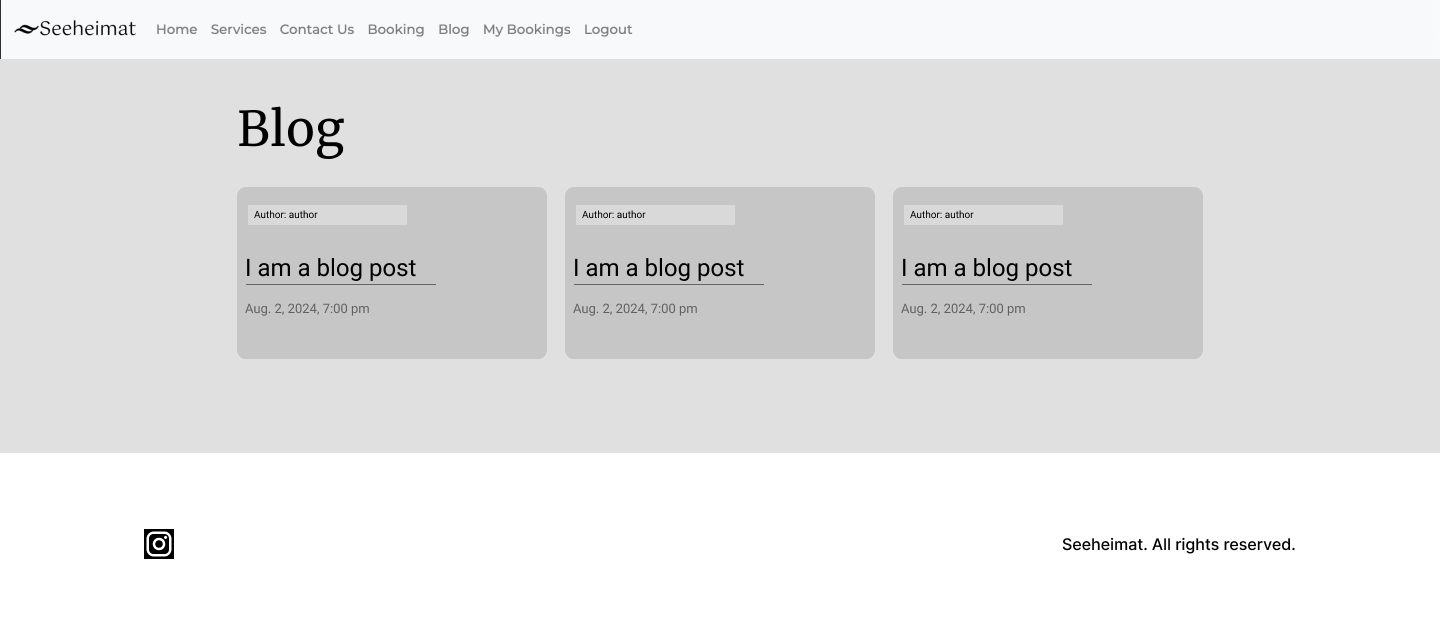 Seeheimat Home Services Contact Us Booking Blog My Bookings Logout
Blog
Author: author
I am a blog post
Aug. 2, 2024, 7:00 pm
Author: author
I am a blog post
Aug. 2, 2024, 7:00 pm
Author: author
I am a blog post
Aug. 2, 2024, 7:00 pm
Seeheimat. All rights reserved.